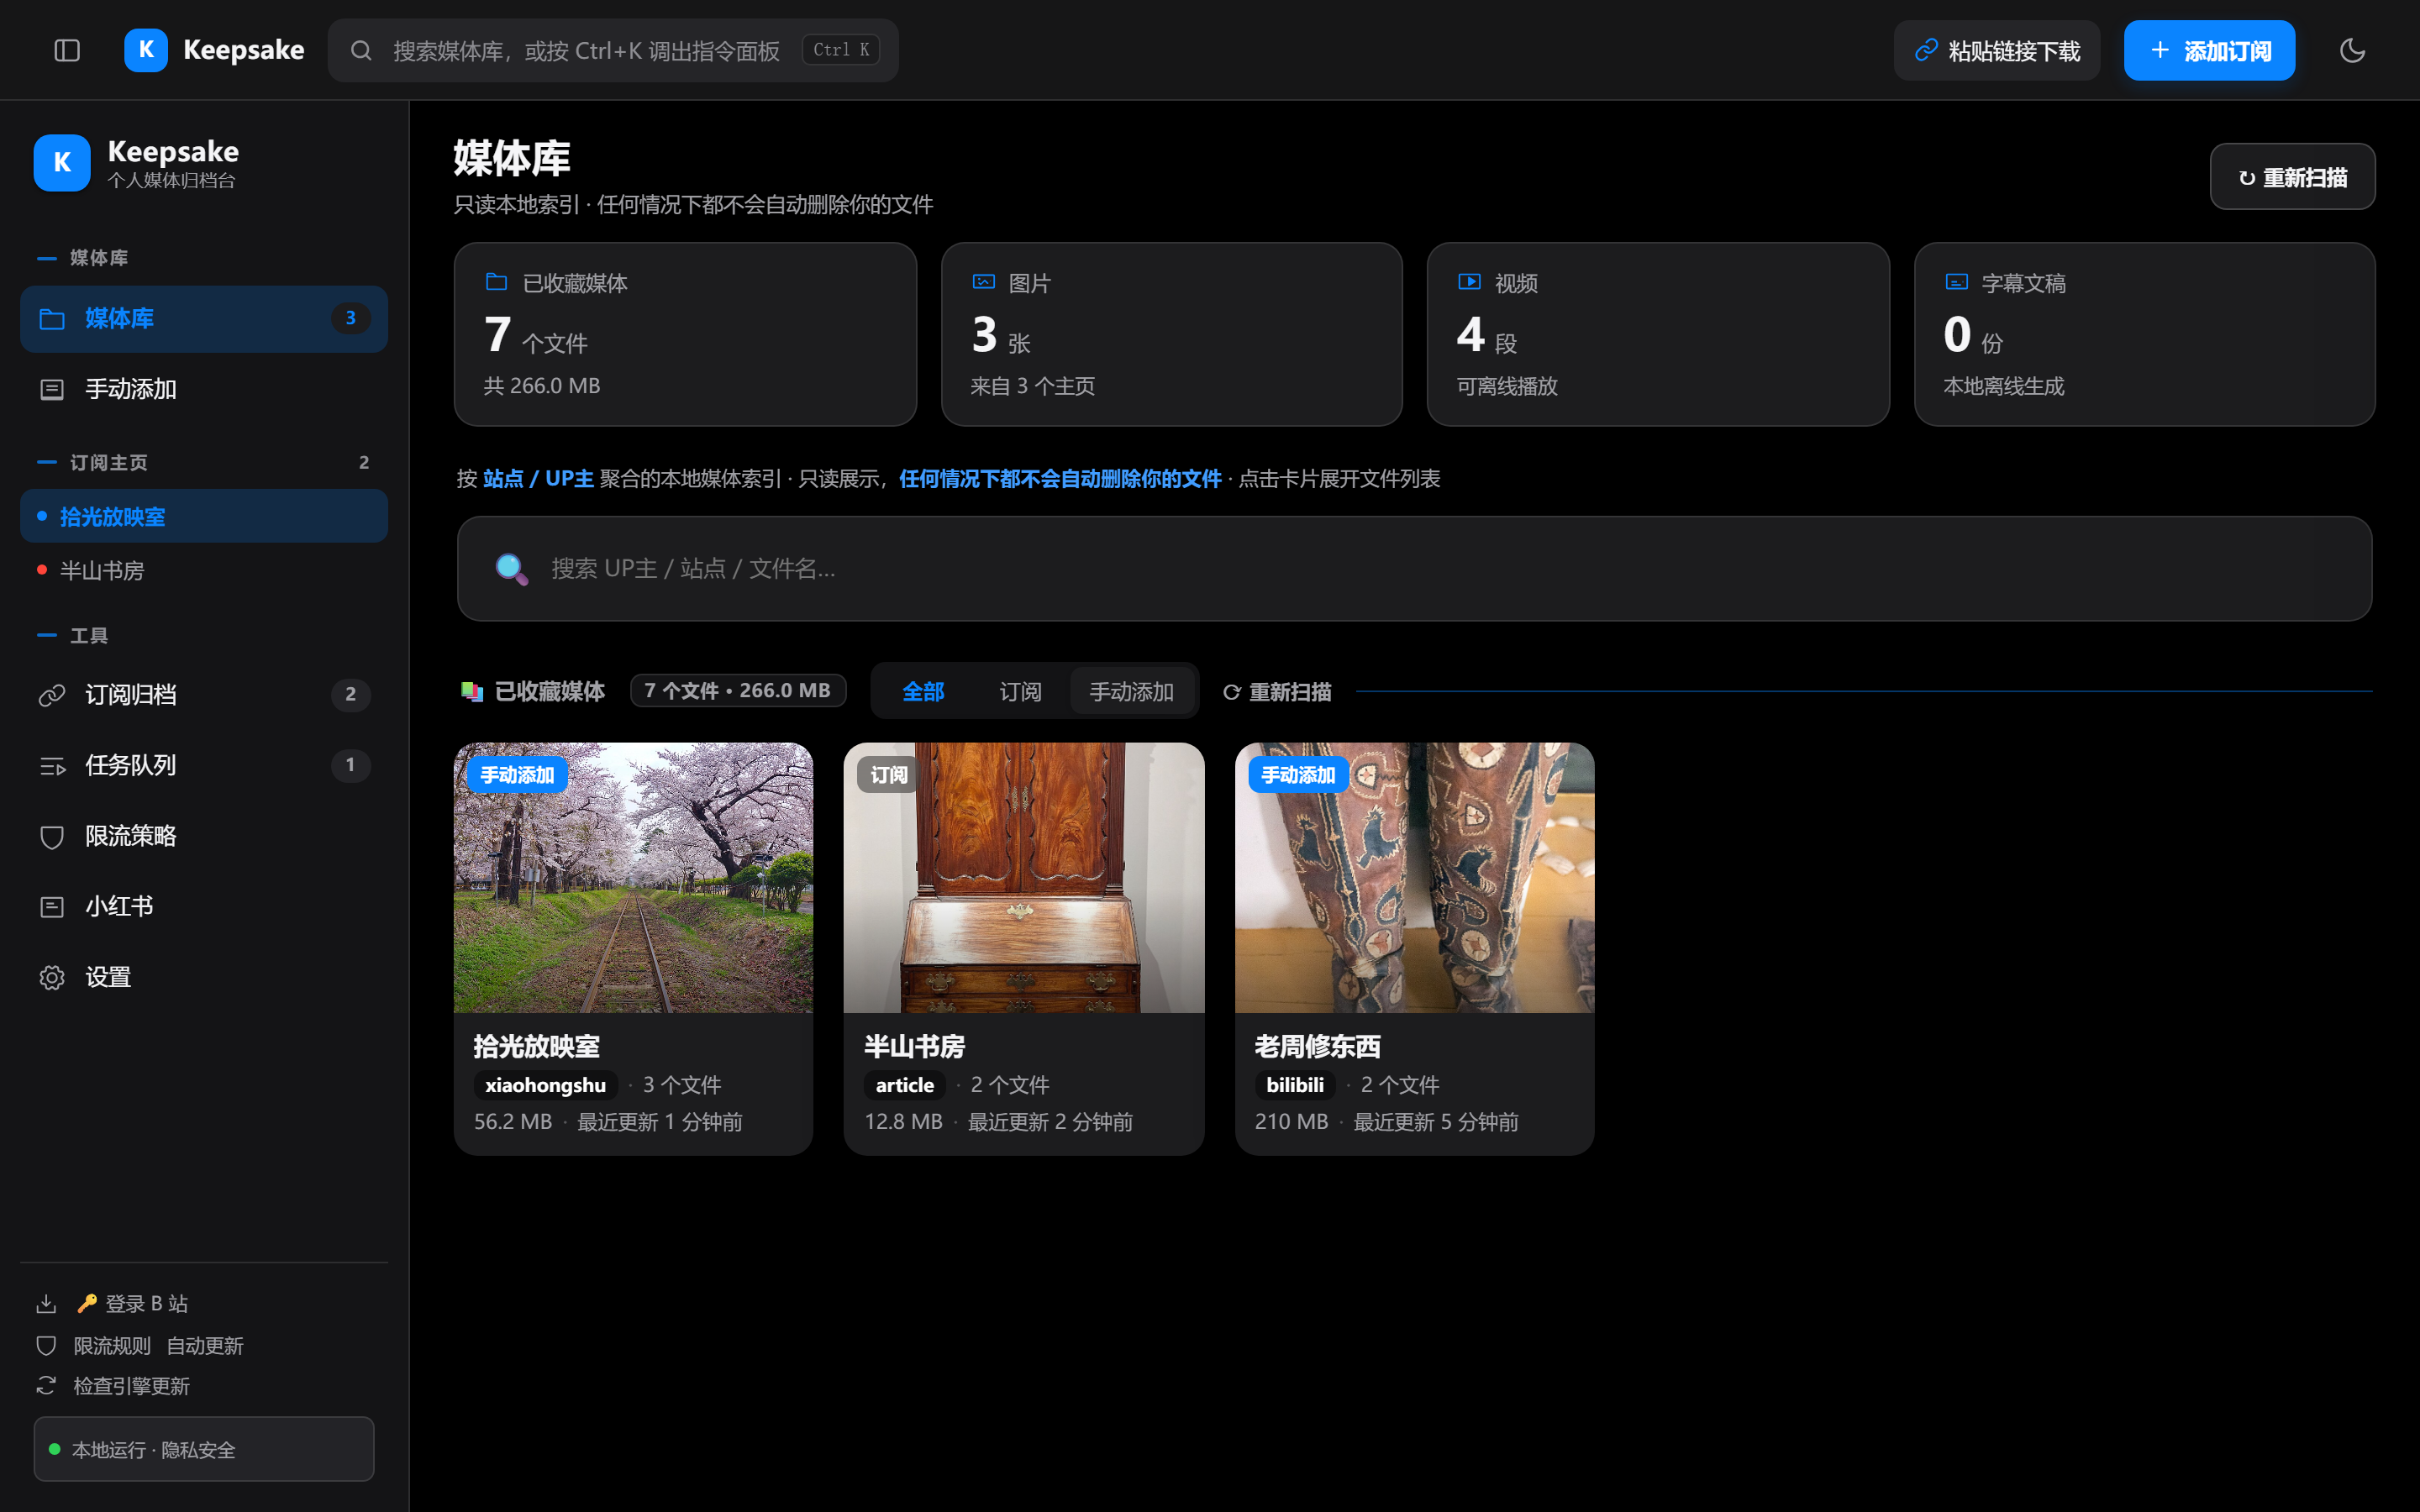 K Keepsake
搜索媒体库，或按 Ctrl+K 调出指令面板 Ctrl K
粘贴链接下载
+ 添加订阅
K Keepsake
个人媒体归档台
媒体库
媒体库 3
手动添加
订阅主页 2
拾光放映室
半山书房
工具
订阅归档 2
任务队列 1
限流策略
小红书
设置
登录 B 站
限流规则 自动更新
检查引擎更新
本地运行 · 隐私安全
媒体库
只读本地索引 · 任何情况下都不会自动删除你的文件
↻ 重新扫描
已收藏媒体
7 个文件
共 266.0 MB
图片
3 张
来自 3 个主页
视频
4 段
可离线播放
字幕文稿
0 份
本地离线生成
按 站点 / UP主 聚合的本地媒体索引 · 只读展示，任何情况下都不会自动删除你的文件 · 点击卡片展开文件列表
搜索 UP主 / 站点 / 文件名...
已收藏媒体 7 个文件 • 266.0 MB 全部 订阅 手动添加 ⟳ 重新扫描
手动添加
拾光放映室
xiaohongshu · 3 个文件
56.2 MB · 最近更新 1 分钟前
订阅
半山书房
article · 2 个文件
12.8 MB · 最近更新 2 分钟前
手动添加
老周修东西
bilibili · 2 个文件
210 MB · 最近更新 5 分钟前